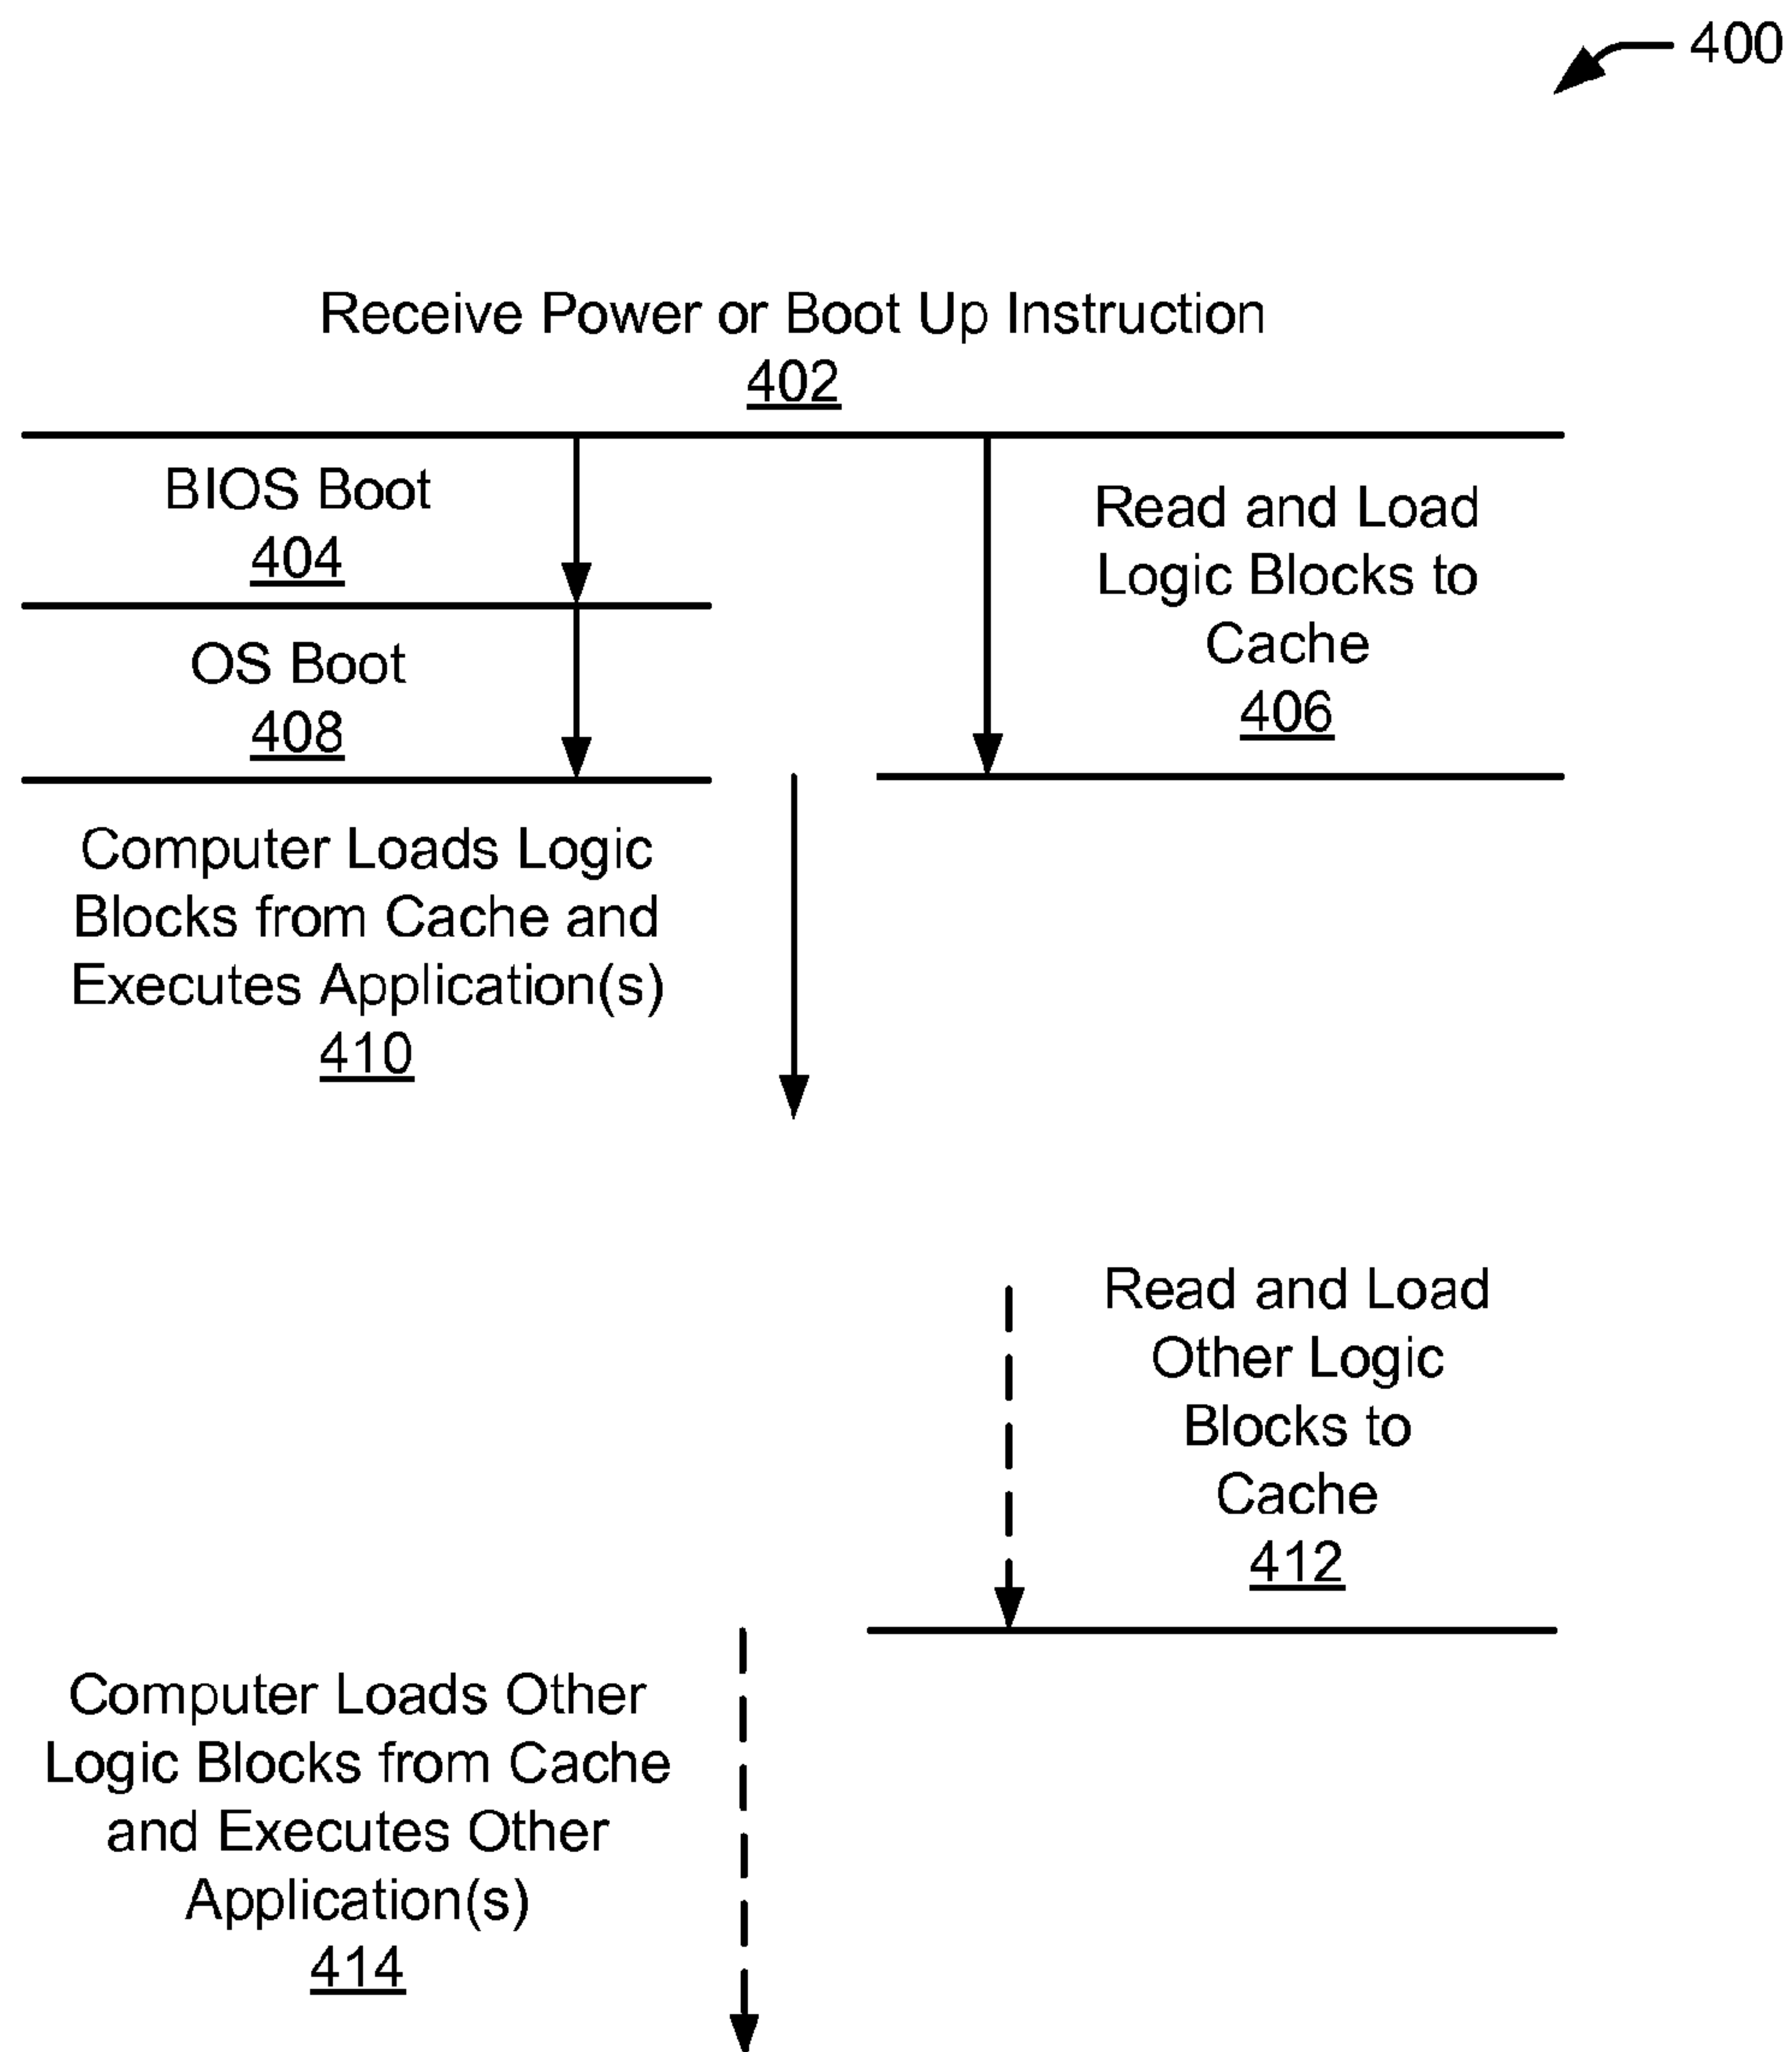 400
Receive Power or Boot Up Instruction
402
BIOS Boot
404
Read and Load
Logic Blocks to
Cache
406
OS Boot
408
Computer Loads Logic
Blocks from Cache and
Executes Application(s)
410
Read and Load
Other Logic
Blocks to
Cache
412
Computer Loads Other
Logic Blocks from Cache
and Executes Other
Application(s)
414